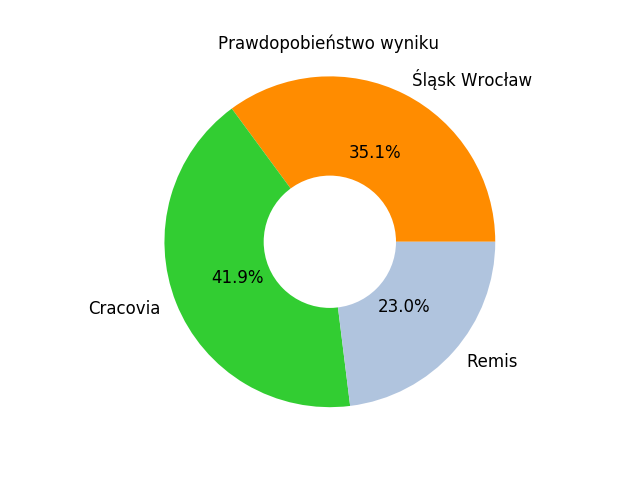 Prawdopobieństwo wyniku
Śląsk Wrocław
35.1%
41.9%
23.0%
Cracovia
Remis